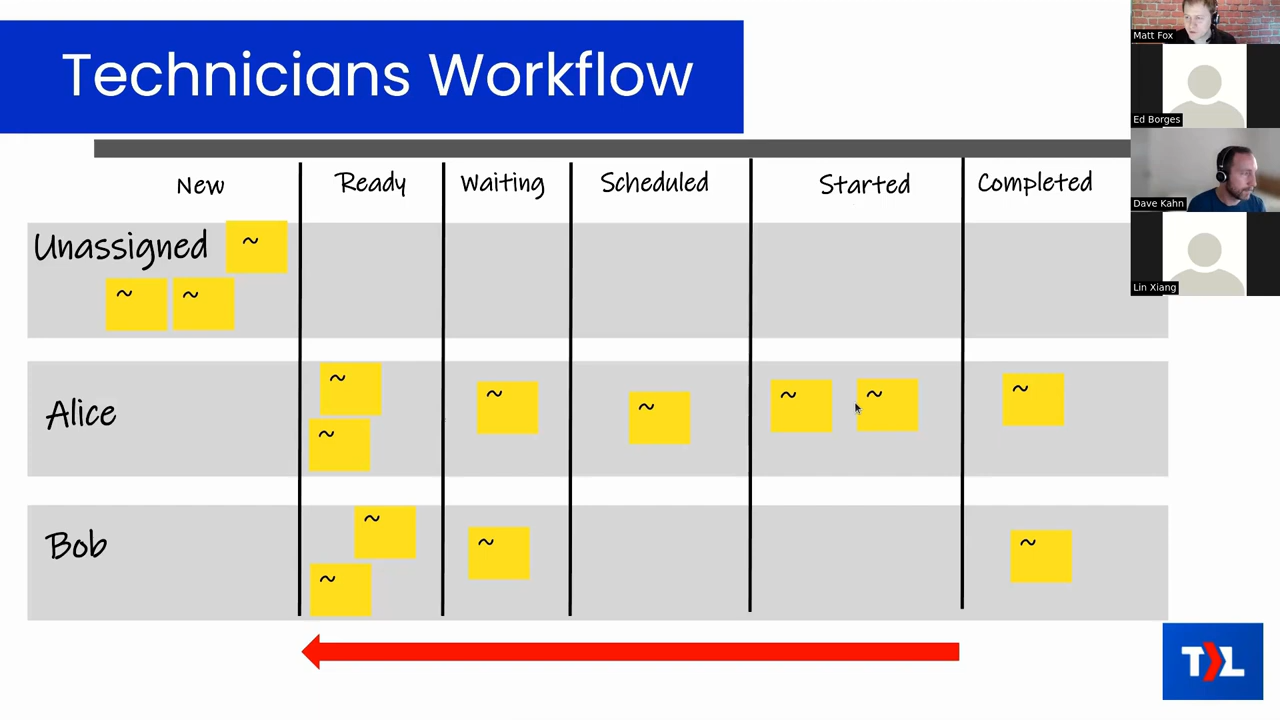 Technicians Workflow
New
Ready
Waiting
Scheduled
Started
Completed
Unassigned
~
~
~
Alice
~
~
~
~
~
~
~
Bob
~
~
~
~
Matt Fox
Ed Borges
Dave Kahn
Lin Xiang
T L